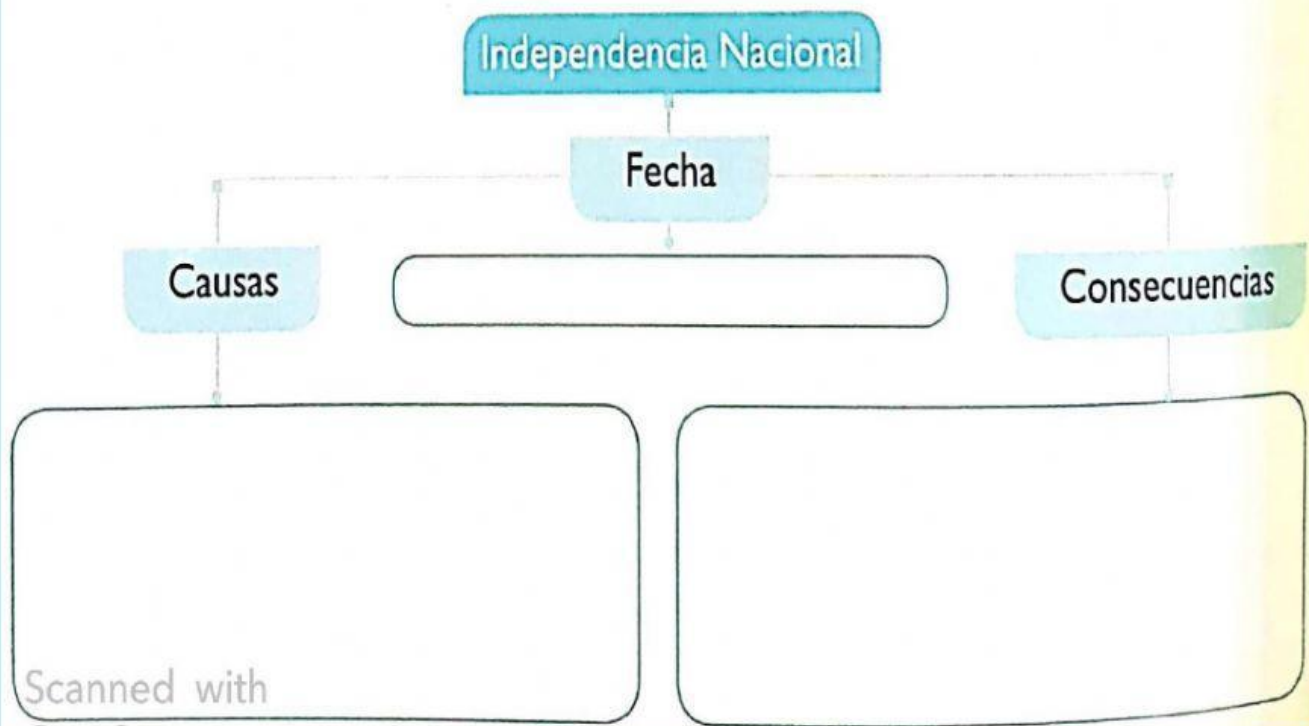 Independencia Nacional
Fecha
Causas
Consecuencias
Scanned with